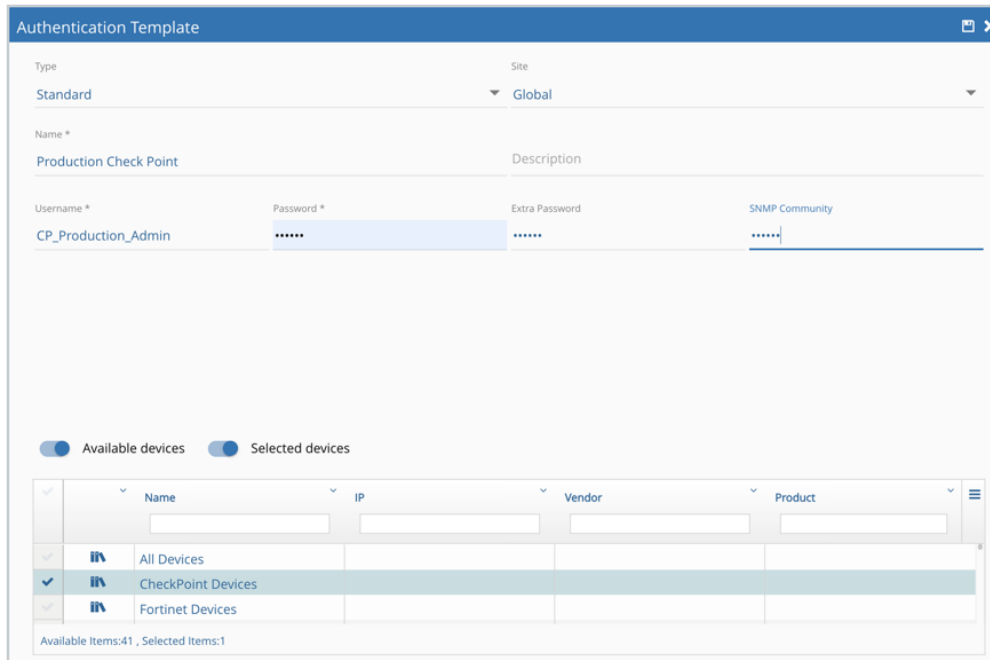 Authentication Template
Type Site
Standard Global
Name *
Production Check Point Description
Username * Password * Extra Password SNMP Community
CP_Production_Admin •••••• •••••• ••••••
Available devices Selected devices
Name IP Vendor Product
All Devices
CheckPoint Devices
Fortinet Devices
Available Items:41 , Selected Items:1